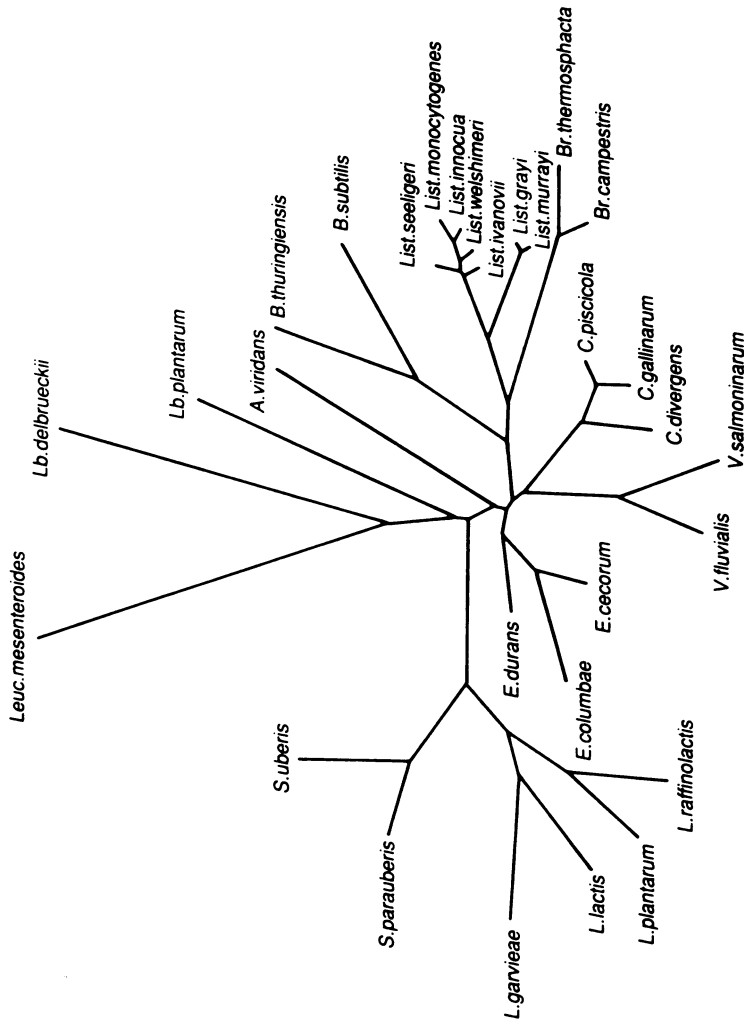 Leuc.mesenteroides
Lb.delbrueckii
Lb.plantarum
A.viridans
B.thuringiensis
B.subtilis
List.seeligeri
List.monocytogenes
List.innocua
List.welshimeri
List.ivanovii
List.grayi
List.murrayi
Br.thermosphacta
Br.campestris
C.piscicola
C.gallinarum
C.divergens
V.salmoninarum
V.fluvialis
E.cecorum
E.durans
E.columbae
S.uberis
S.parauberis
L.garvieae
L.lactis
L.plantarum
L.raffinolactis